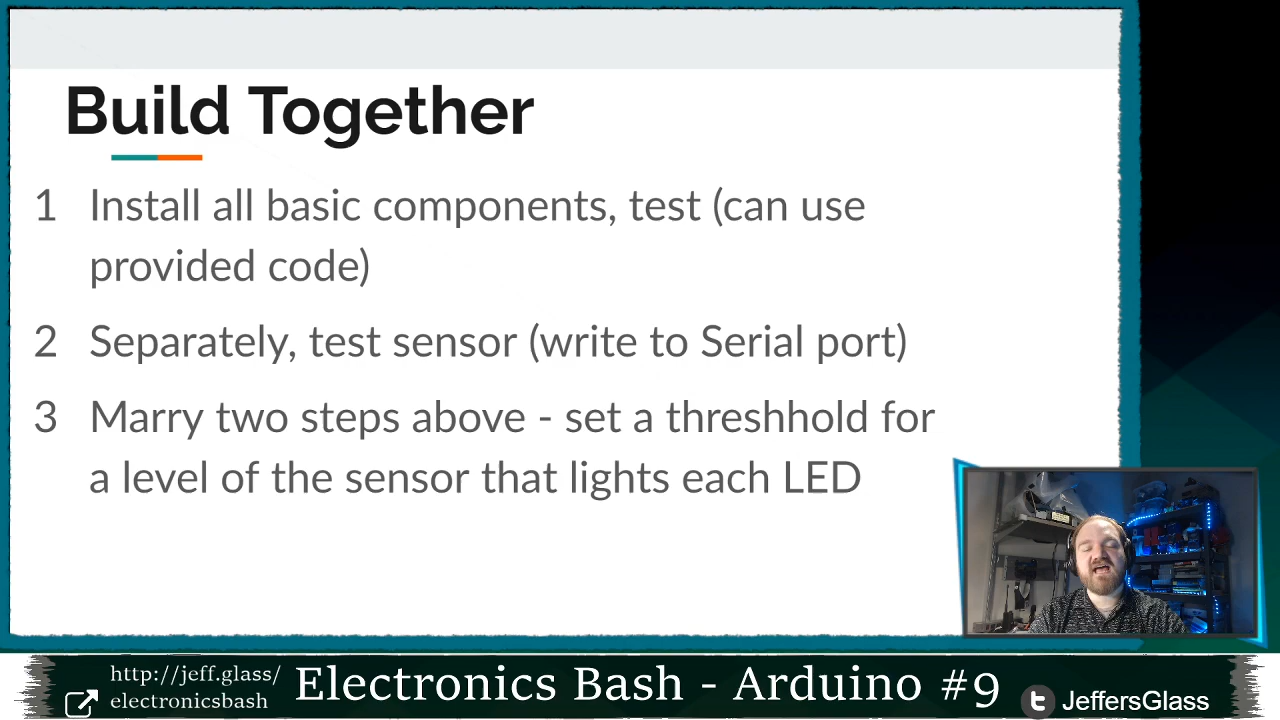 Build Together
1 Install all basic components, test (can use
provided code)
2 Separately, test sensor (write to Serial port)
3 Marry two steps above - set a threshhold for
a level of the sensor that lights each LED
http://jeff.glass/
electronicsbash
Electronics Bash - Arduino #9
t JeffersGlass